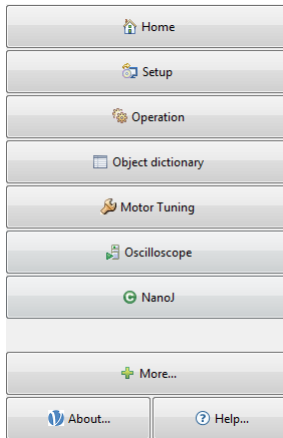 Home
Setup
Operation
Object dictionary
Motor Tuning
Oscilloscope
NanoJ
More...
About... Help...